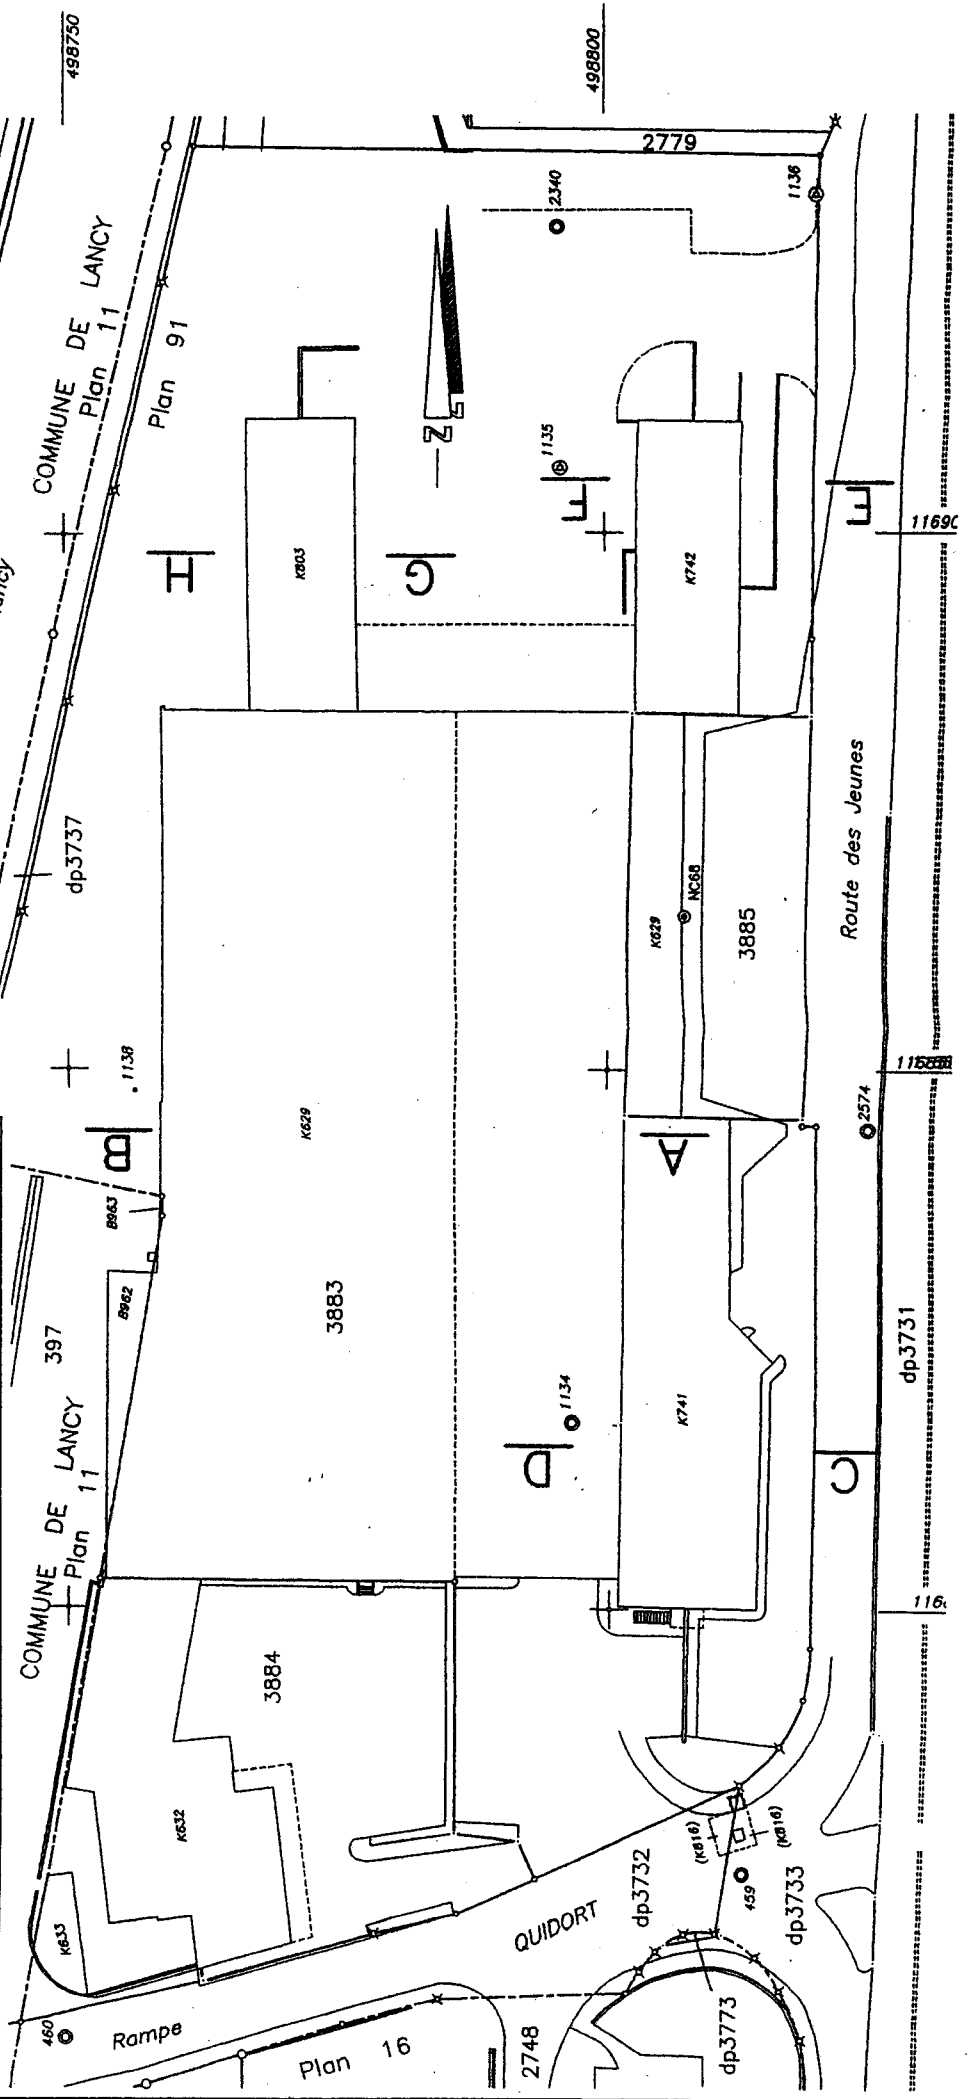 498750
498800
2779
1136
2340
COMMUNE DE LANCY
Plan 11
Plan 91
N
1135
F
F
H
K803
G
K742
1169
dp3737
Route des Jeunes
K629
NC68
3885
1138
B
K629
A
2574
B963
B962
397
3883
dp3731
COMMUNE DE LANCY
Plan 11
1134
D
K741
C
116
3884
K632
K633
(K816)
(K816)
dp3732
459
dp3733
QUIDORT
460
Rampe
Plan 16
2748
dp3773